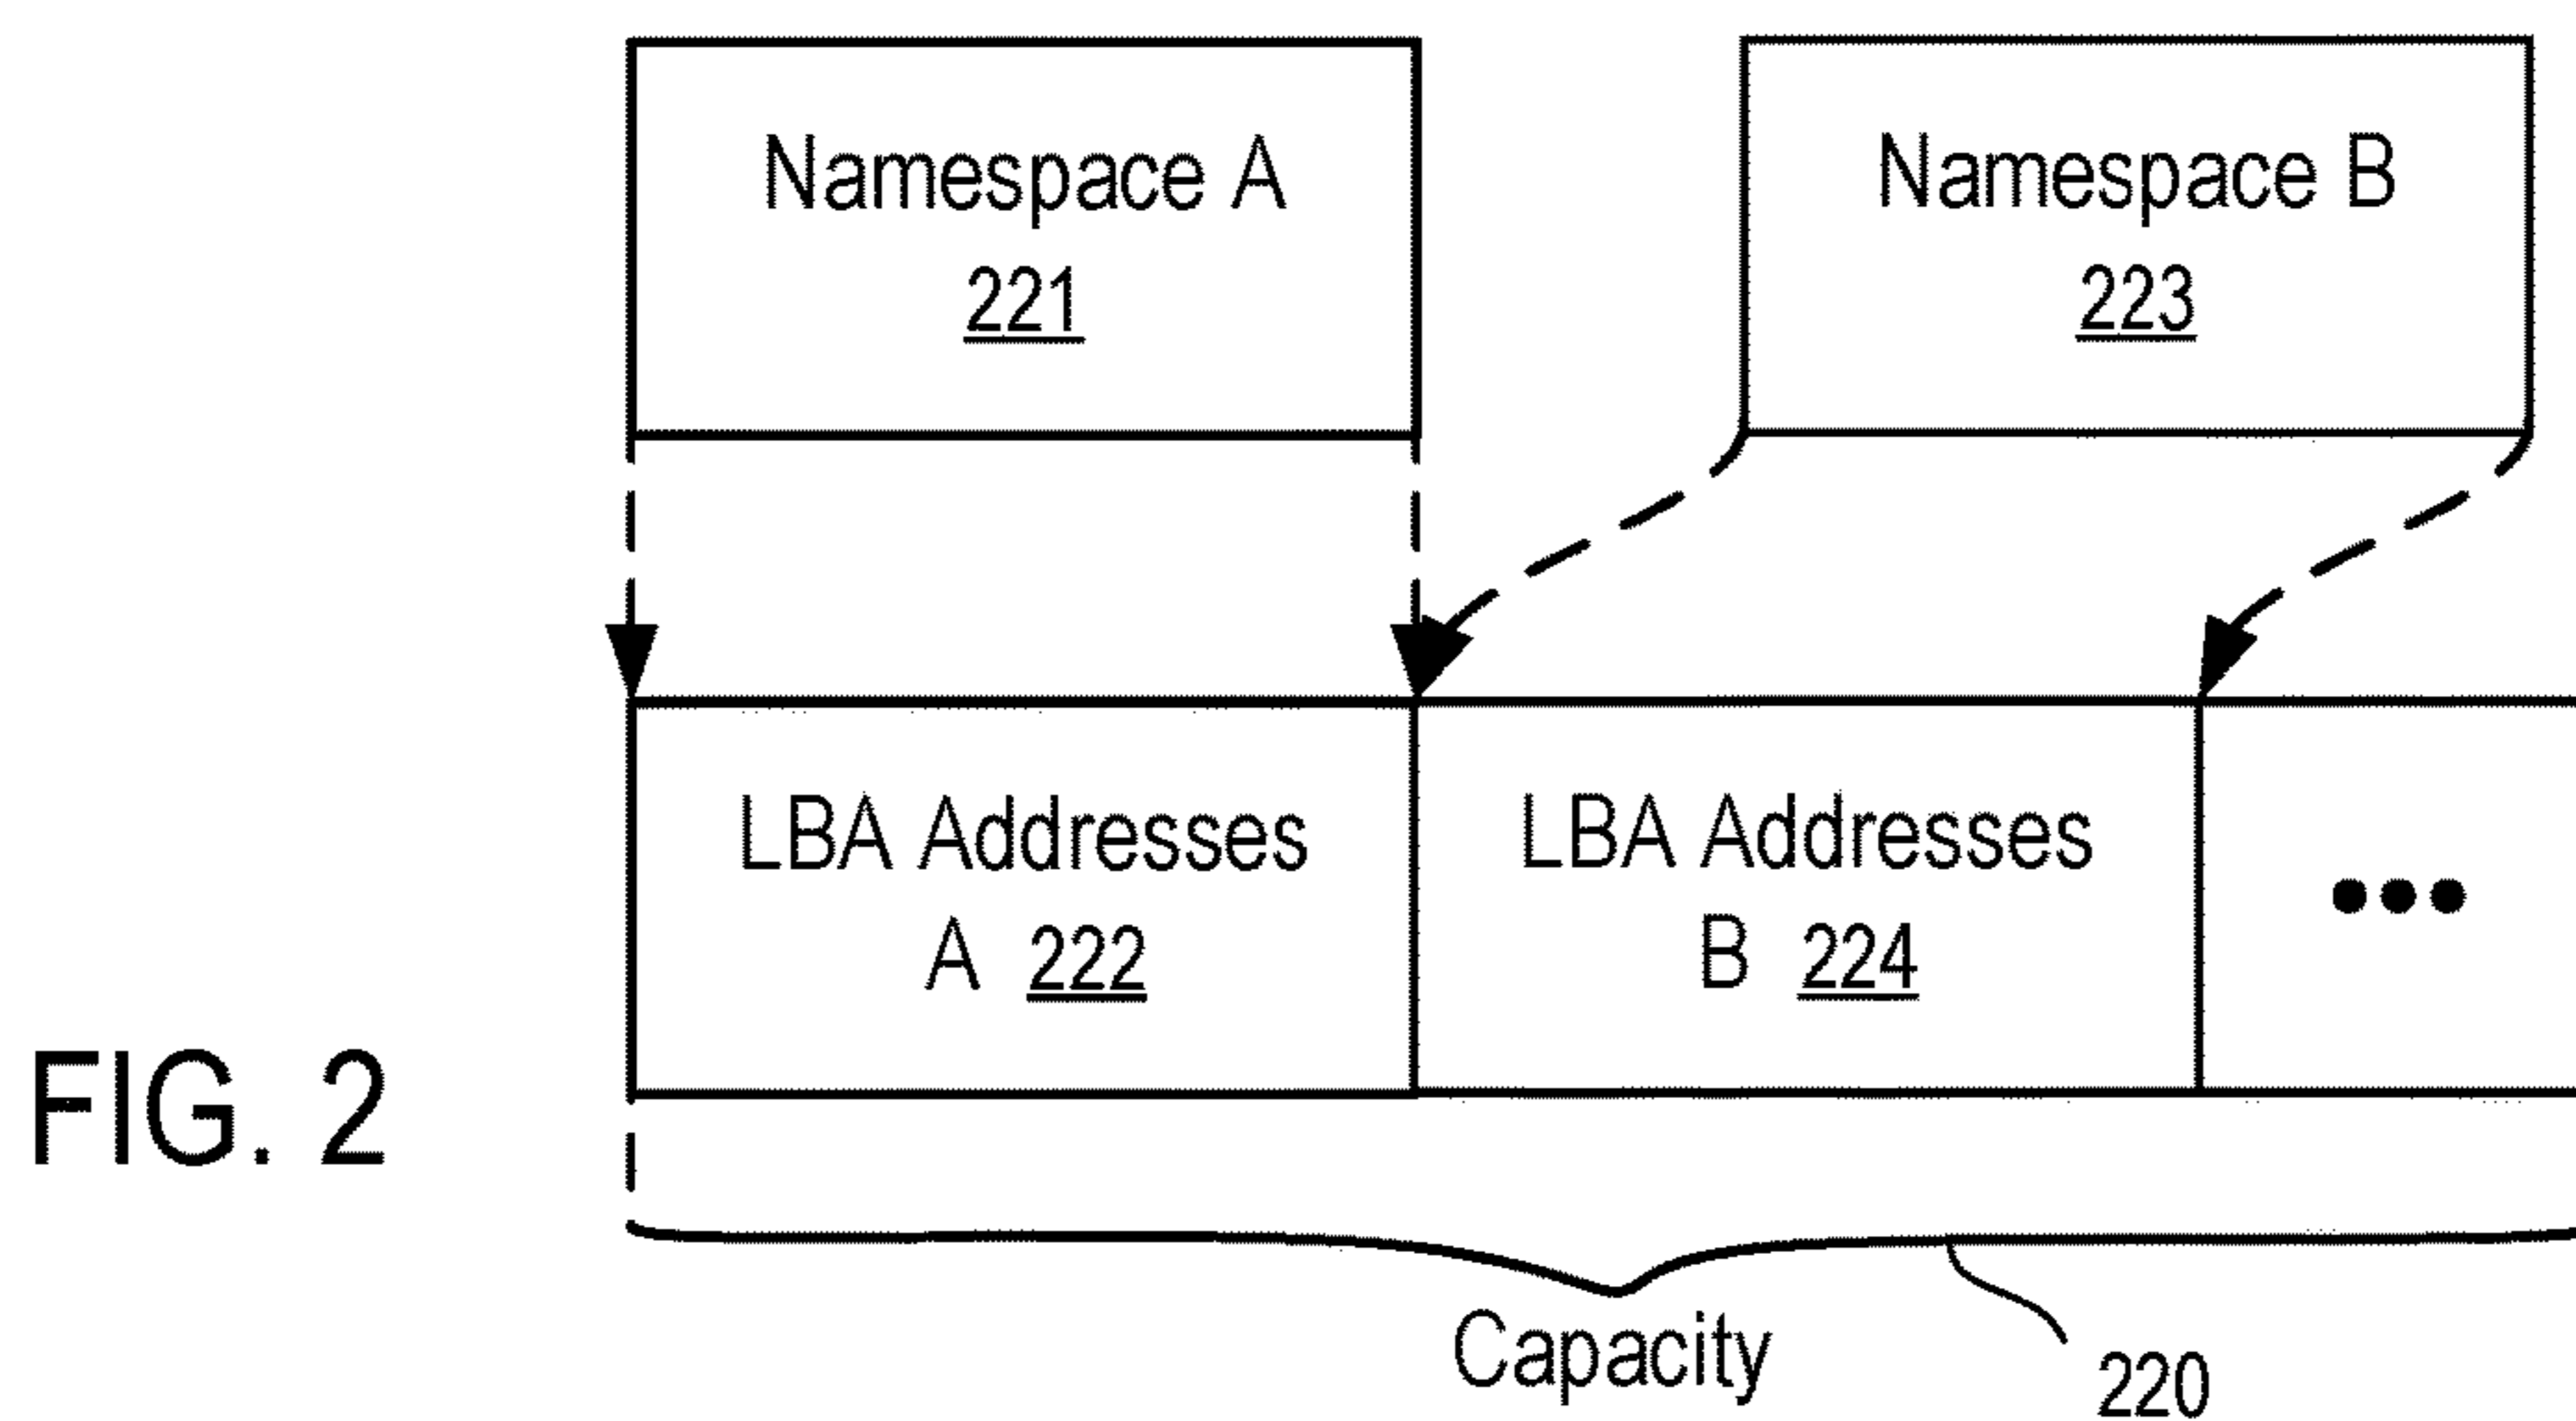 Namespace A
221
Namespace B
223
LBA Addresses
A 222
LBA Addresses
B 224
•••
FIG. 2
Capacity
220